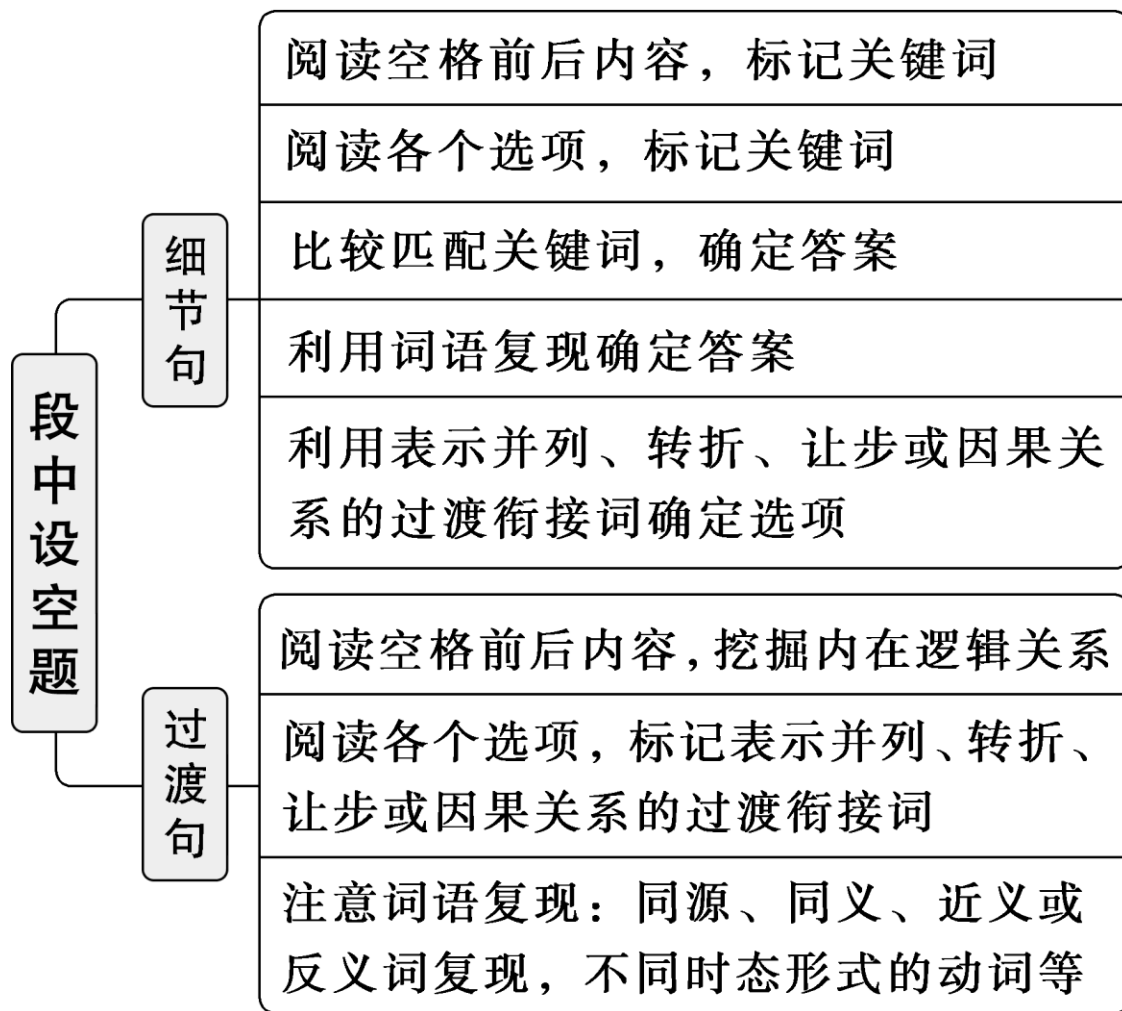 段中设空题
细节句
阅读空格前后内容，标记关键词
阅读各个选项，标记关键词
比较匹配关键词，确定答案
利用词语复现确定答案
利用表示并列、转折、让步或因果关
系的过渡衔接词确定选项
过渡句
阅读空格前后内容，挖掘内在逻辑关系
阅读各个选项，标记表示并列、转折、
让步或因果关系的过渡衔接词
注意词语复现：同源、同义、近义或
反义词复现，不同时态形式的动词等